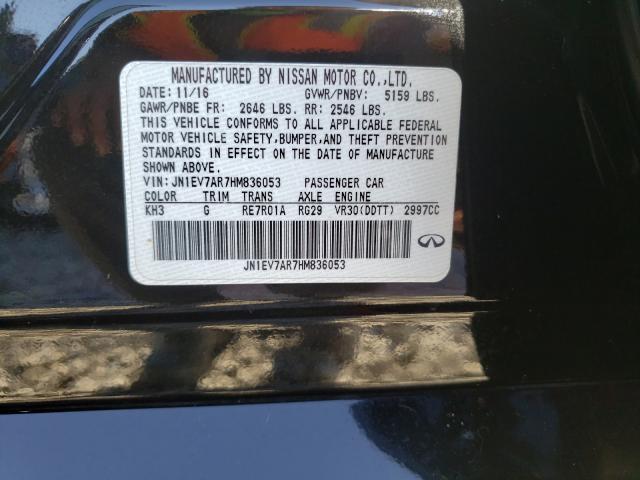 MANUFACTURED BY NISSAN MOTOR CO.,LTD.
DATE: 11/16 GVWR/PNBV: 5159 LBS.
GAWR/PNBE FR: 2646 LBS. RR: 2546 LBS.
THIS VEHICLE CONFORMS TO ALL APPLICABLE FEDERAL
MOTOR VEHICLE SAFETY, BUMPER, AND THEFT PREVENTION
STANDARDS IN EFFECT ON THE DATE OF MANUFACTURE
SHOWN ABOVE.
VIN: JN1EV7AR7HM836053 PASSENGER CAR
COLOR TRIM TRANS AXLE ENGINE
KH3 G RE7R01A RG29 VR30(DDTT) 2997CC
JN1EV7AR7HM836053